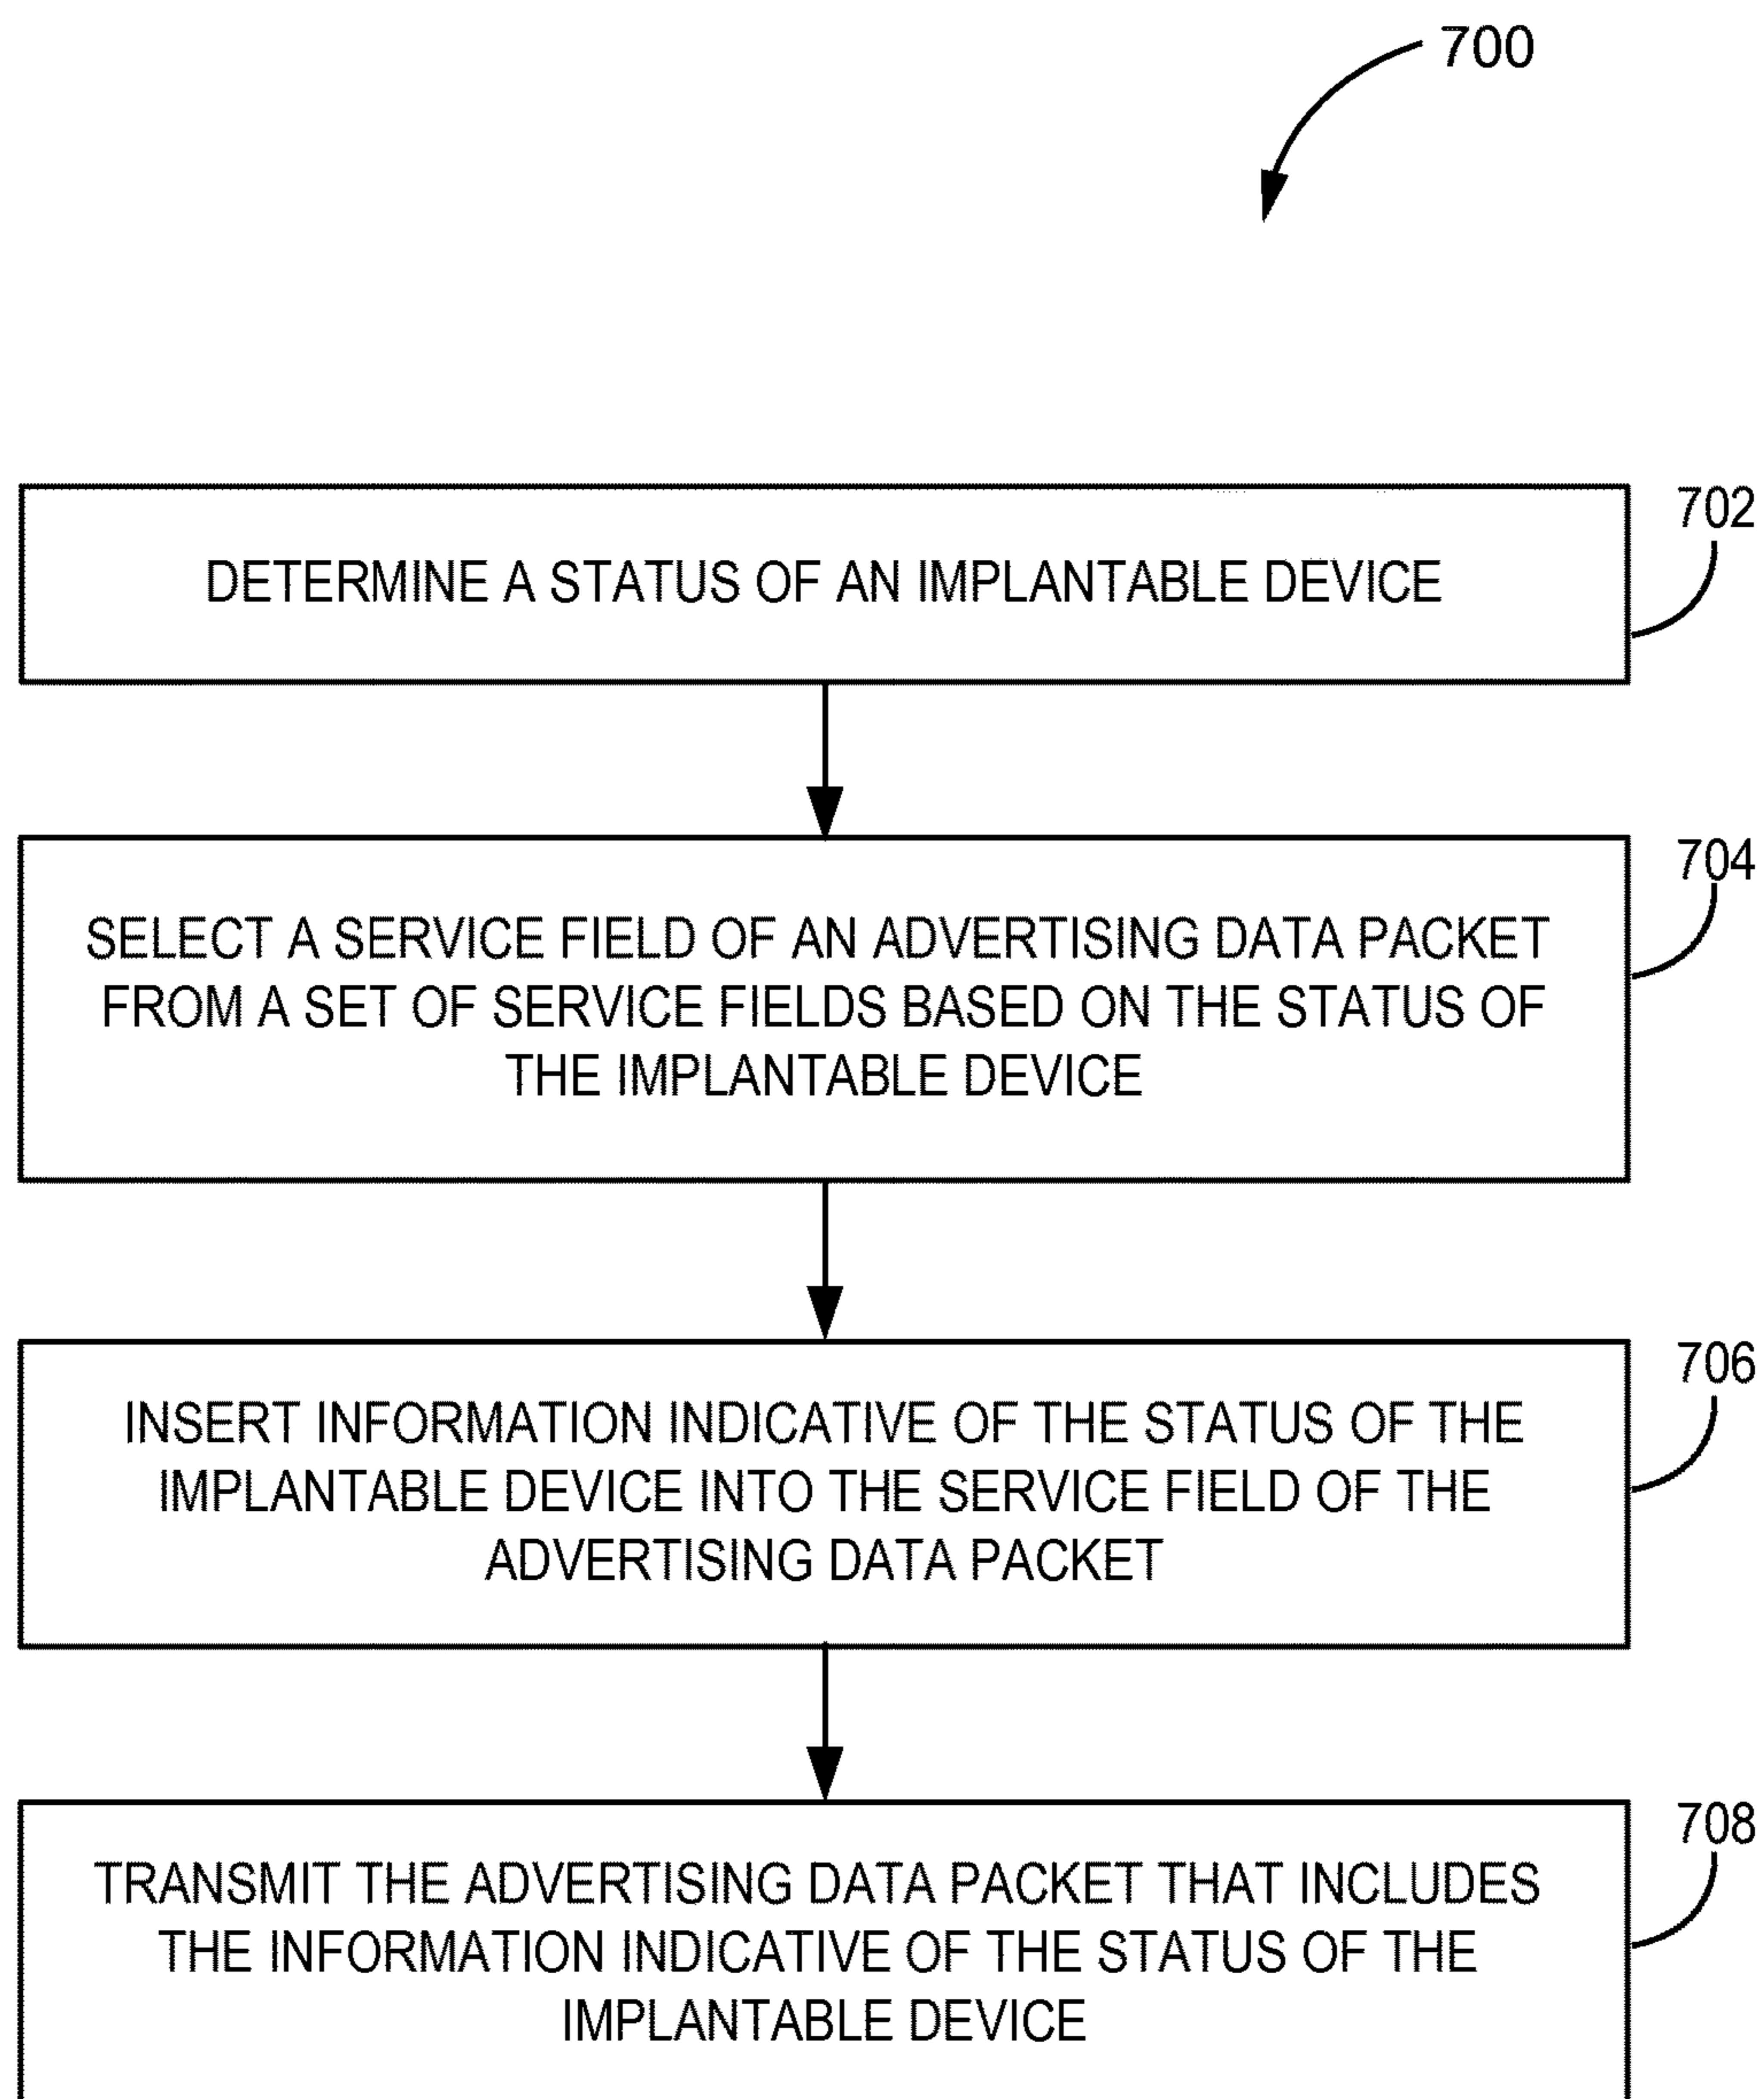 700
702
DETERMINE A STATUS OF AN IMPLANTABLE DEVICE
704
SELECT A SERVICE FIELD OF AN ADVERTISING DATA PACKET
FROM A SET OF SERVICE FIELDS BASED ON THE STATUS OF
THE IMPLANTABLE DEVICE
706
INSERT INFORMATION INDICATIVE OF THE STATUS OF THE
IMPLANTABLE DEVICE INTO THE SERVICE FIELD OF THE
ADVERTISING DATA PACKET
708
TRANSMIT THE ADVERTISING DATA PACKET THAT INCLUDES
THE INFORMATION INDICATIVE OF THE STATUS OF THE
IMPLANTABLE DEVICE